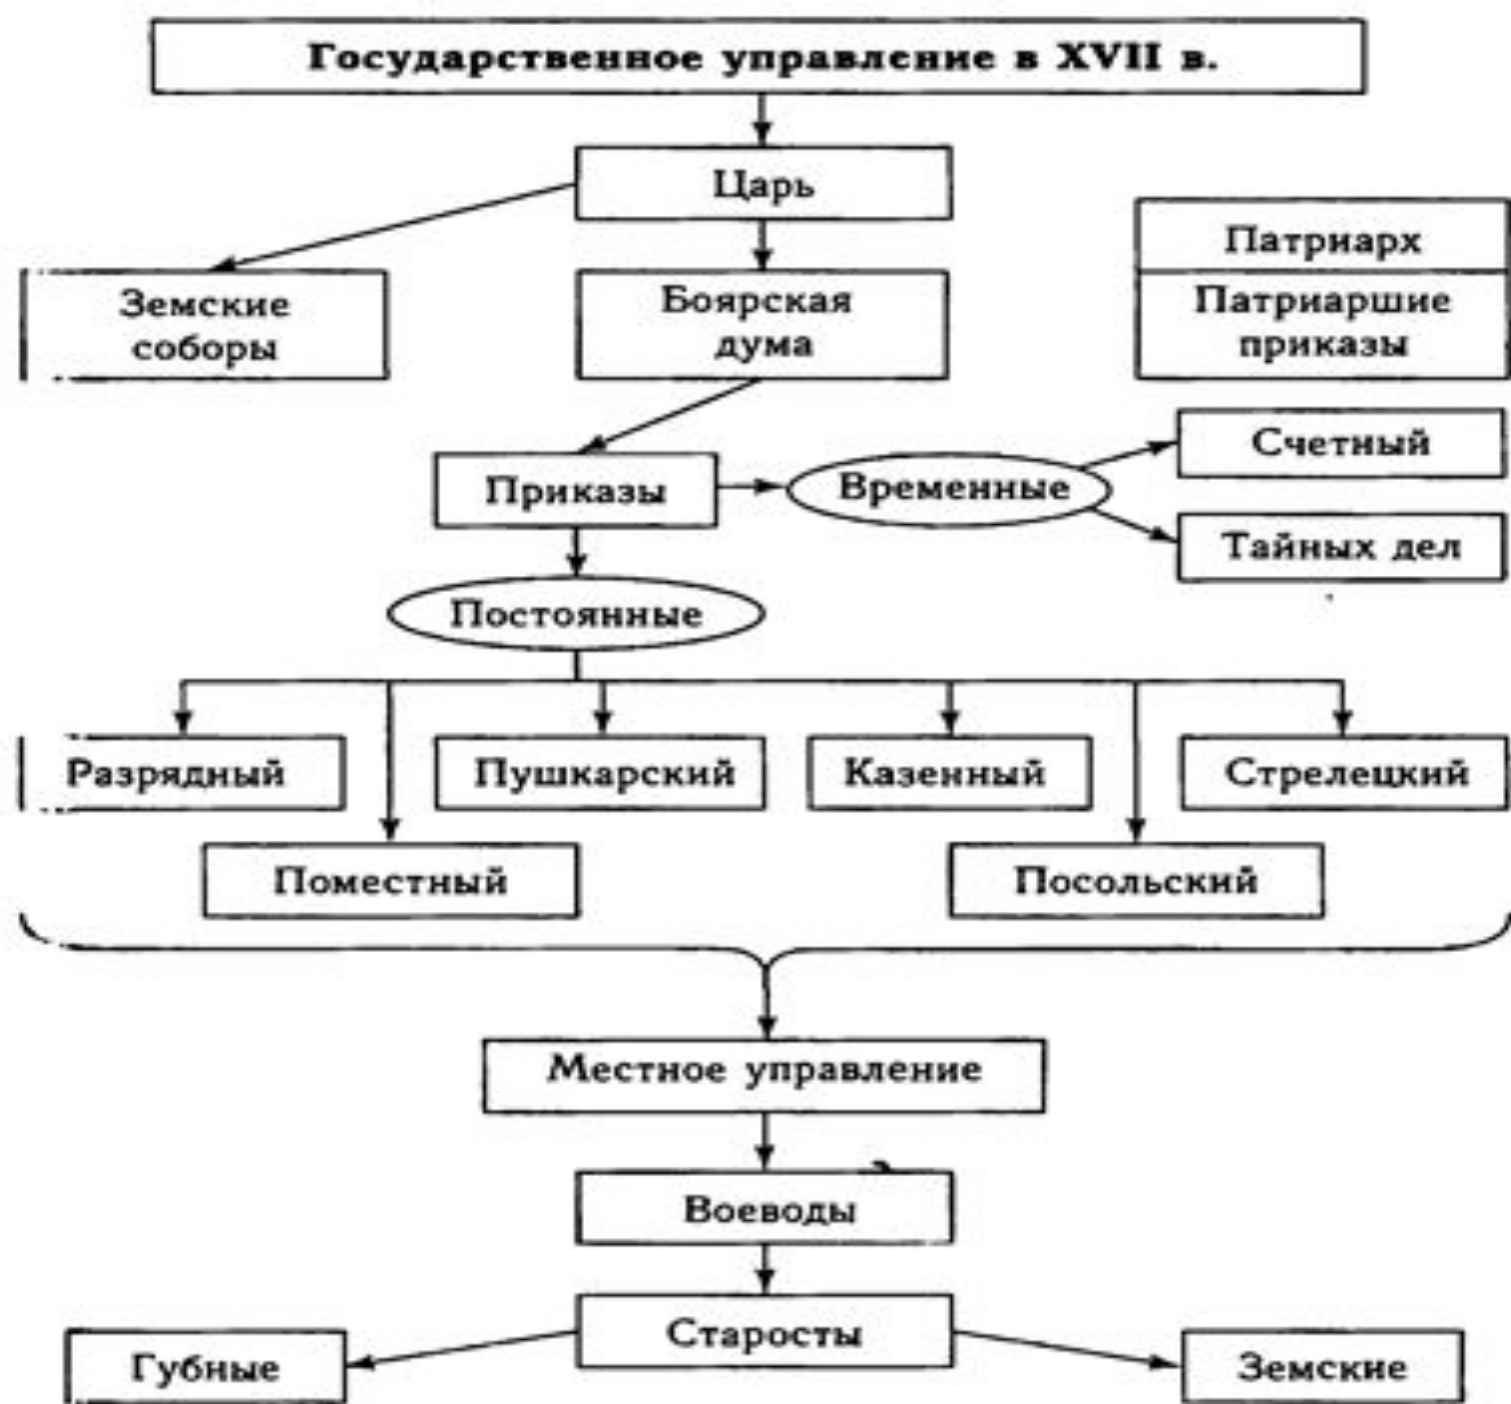 Государственное управление в XVII в.
Царь
Патриарх
Земские
соборы
Боярская
дума
Патриаршие
приказы
Счетный
Приказы
Временные
Тайных дел
Постоянные
Разрядный
Пушкарский
Казенный
Стрелецкий
Поместный
Посольский
Местное управление
Воеводы
Старосты
Губные
Земские